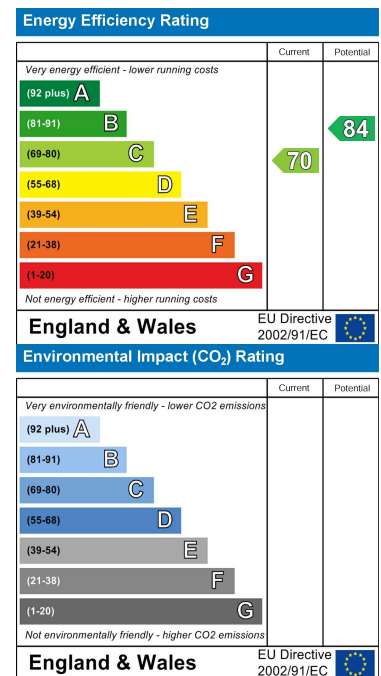 Energy Efficiency Rating
Current Potential
Very energy efficient - lower running costs
(92 plus) A
(81-91) B
84
(69-80) C
70
(55-68) D
(39-54) E
(21-38) F
(1-20) G
Not energy efficient - higher running costs
England & Wales
EU Directive
2002/91/EC
Environmental Impact (CO₂) Rating
Current Potential
Very environmentally friendly - lower CO2 emissions
(92 plus) A
(81-91) B
(69-80) C
(55-68) D
(39-54) E
(21-38) F
(1-20) G
Not environmentally friendly - higher CO2 emissions
England & Wales
EU Directive
2002/91/EC